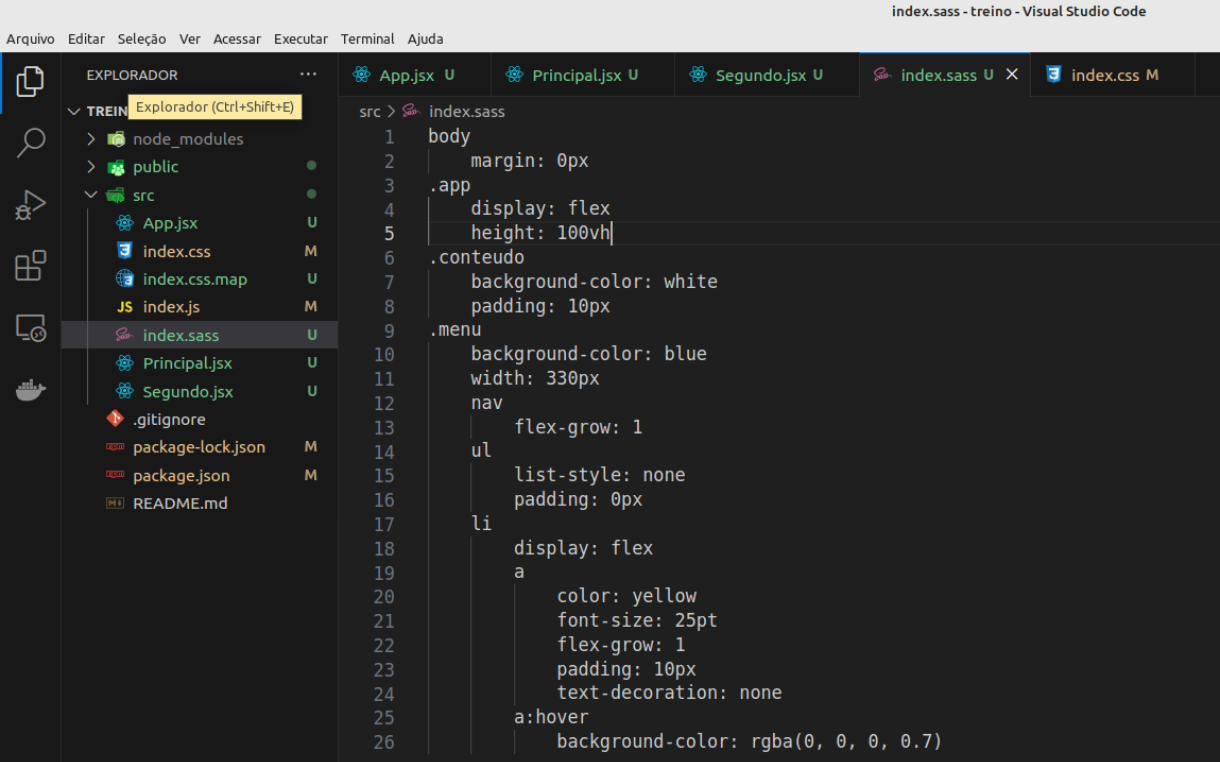 index.sass - treino - Visual Studio Code
Arquivo Editar Seleção Ver Acessar Executar Terminal Ajuda
EXPLORADOR ···
App.jsx U Principal.jsx U Segundo.jsx U index.sass U × index.css M
TREIN
Explorador (Ctrl+Shift+E)
node_modules
public
src
App.jsx U
index.css M
index.css.map U
JS index.js M
index.sass U
Principal.jsx U
Segundo.jsx U
.gitignore
package-lock.json M
package.json M
README.md
src > index.sass
1 body
2 margin: 0px
3 .app
4 display: flex
5 height: 100vh
6 .conteudo
7 background-color: white
8 padding: 10px
9 .menu
10 background-color: blue
11 width: 330px
12 nav
13 flex-grow: 1
14 ul
15 list-style: none
16 padding: 0px
17 li
18 display: flex
19 a
20 color: yellow
21 font-size: 25pt
22 flex-grow: 1
23 padding: 10px
24 text-decoration: none
25 a:hover
26 background-color: rgba(0, 0, 0, 0.7)